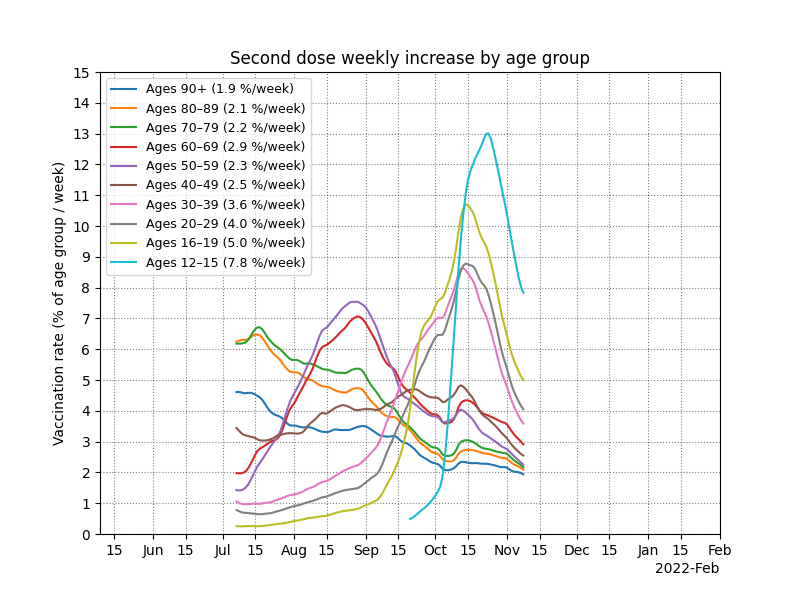 Second dose weekly increase by age group
Vaccination rate (% of age group / week)
15
14
13
12
11
10
9
8
7
6
5
4
3
2
1
0
Ages 90+ (1.9 %/week)
Ages 80–89 (2.1 %/week)
Ages 70–79 (2.2 %/week)
Ages 60–69 (2.9 %/week)
Ages 50–59 (2.3 %/week)
Ages 40–49 (2.5 %/week)
Ages 30–39 (3.6 %/week)
Ages 20–29 (4.0 %/week)
Ages 16–19 (5.0 %/week)
Ages 12–15 (7.8 %/week)
15 Jun 15 Jul 15 Aug 15 Sep 15 Oct 15 Nov 15 Dec 15 Jan 15 Feb
2022-Feb